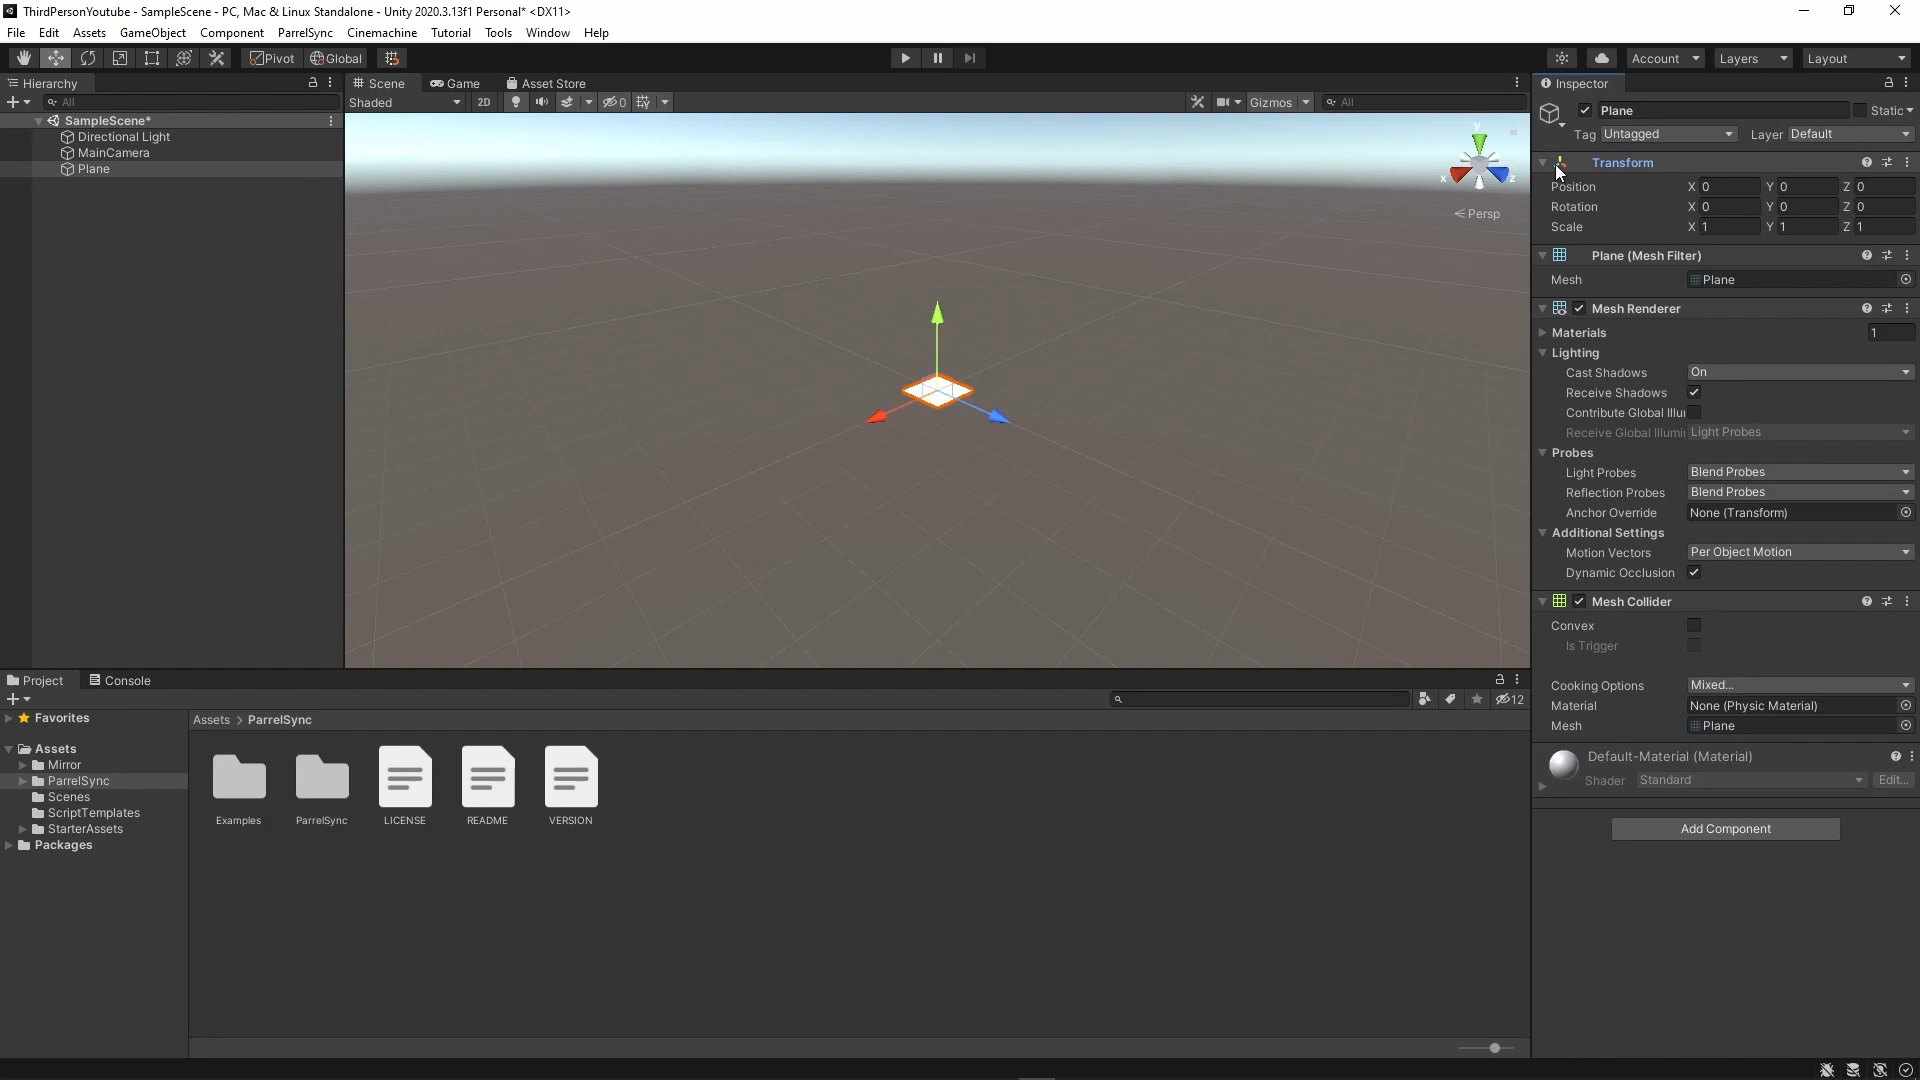 ThirdPersonYoutube - SampleScene - PC, Mac & Linux Standalone - Unity 2020.3.13f1 Personal* <DX11>
File Edit Assets GameObject Component ParrelSync Cinemachine Tutorial Tools Window Help
Pivot Global Account Layers Layout
Hierarchy
All
SampleScene*
Directional Light
MainCamera
Plane
Scene Game Asset Store
Shaded 2D 0 Gizmos All
y
x z
Persp
Inspector
Plane Static
Tag Untagged Layer Default
Transform
Position X 0 Y 0 Z 0
Rotation X 0 Y 0 Z 0
Scale X 1 Y 1 Z 1
Plane (Mesh Filter)
Mesh Plane
Mesh Renderer
Materials 1
Lighting
Cast Shadows On
Receive Shadows
Contribute Global Illu
Receive Global Illumi Light Probes
Probes
Light Probes Blend Probes
Reflection Probes Blend Probes
Anchor Override None (Transform)
Additional Settings
Motion Vectors Per Object Motion
Dynamic Occlusion
Mesh Collider
Convex
Is Trigger
Cooking Options Mixed...
Material None (Physic Material)
Mesh Plane
Default-Material (Material)
Shader Standard Edit...
Add Component
Project Console
12
Favorites
Assets
Mirror
ParrelSync
Scenes
ScriptTemplates
StarterAssets
Packages
Assets > ParrelSync
Examples ParrelSync LICENSE README VERSION